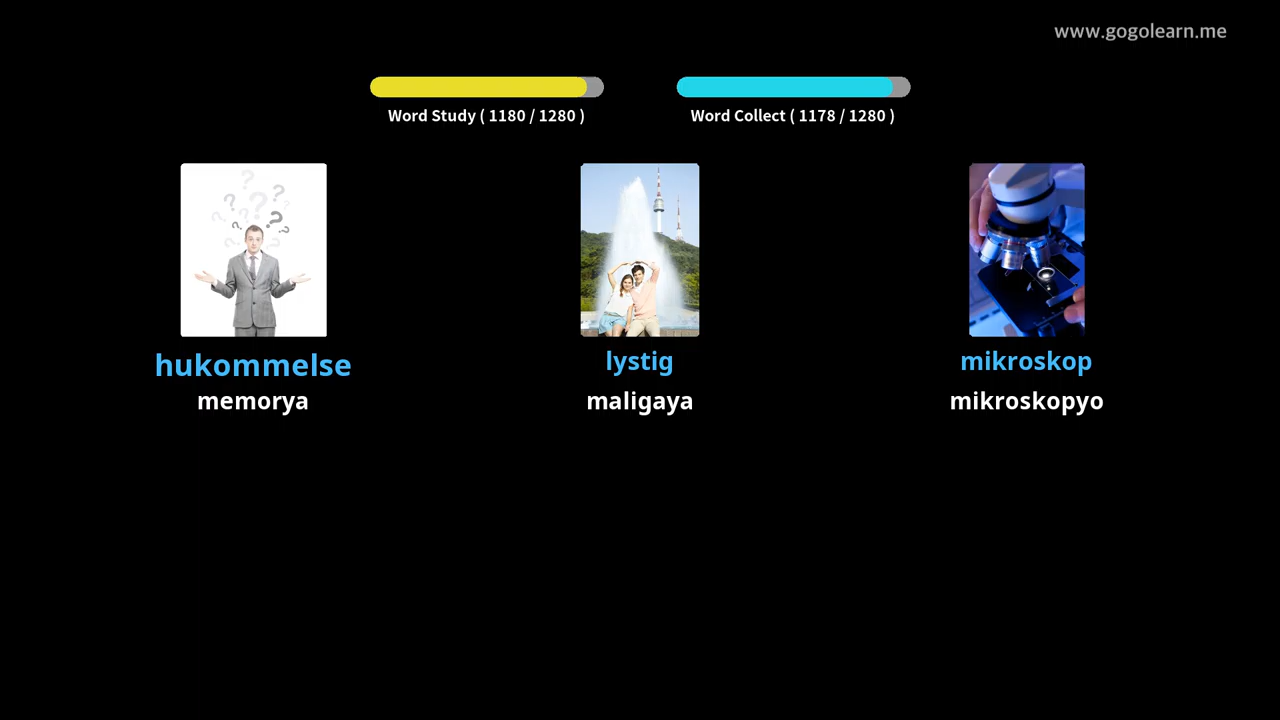 www.gogolearn.me
Word Study ( 1180 / 1280 )
Word Collect ( 1178 / 1280 )
hukommelse
memorya
lystig
maligaya
mikroskop
mikroskopyo